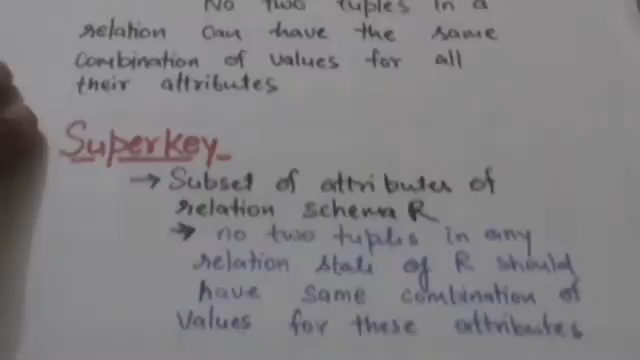 No two tuples in a
relation can have the same
combination of values for all
their attributes
Superkey
→ Subset of attributes of
relation schema R
→ no two tuples in any
relation state of R should
have same combination of
values for these attributes